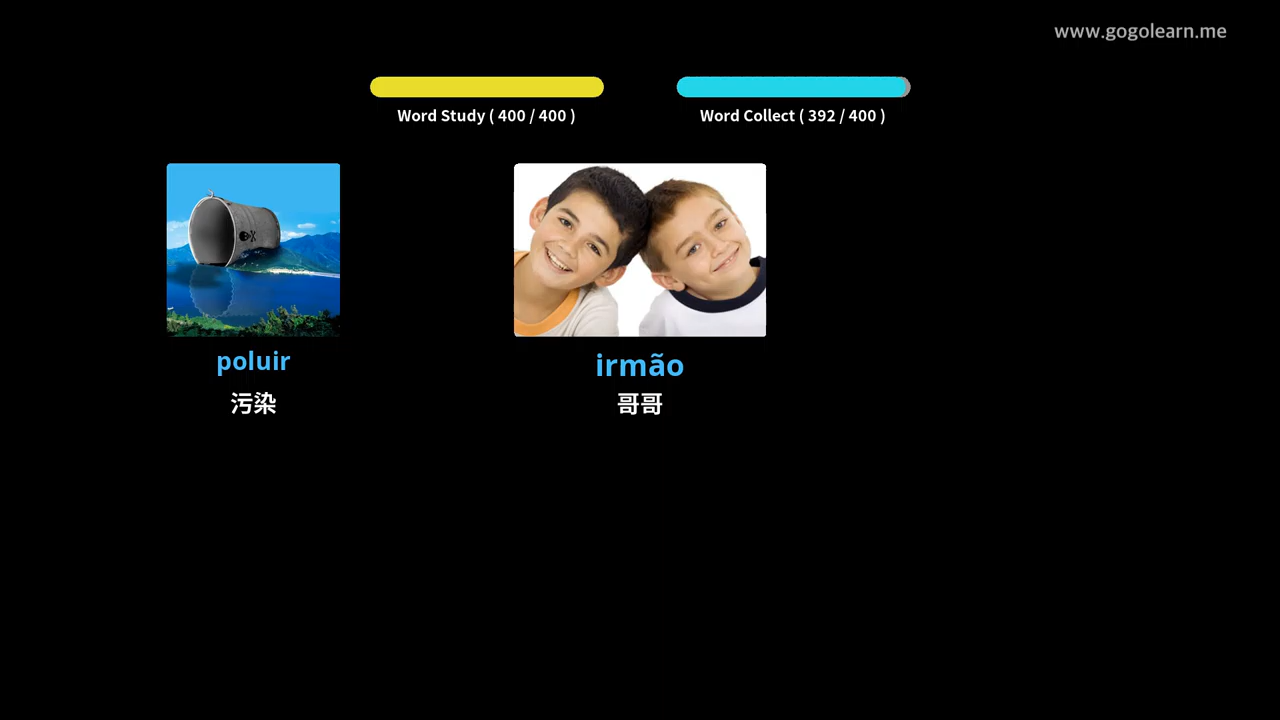 www.gogolearn.me
Word Study ( 400 / 400 )
Word Collect ( 392 / 400 )
poluir
irmão
污染
哥哥